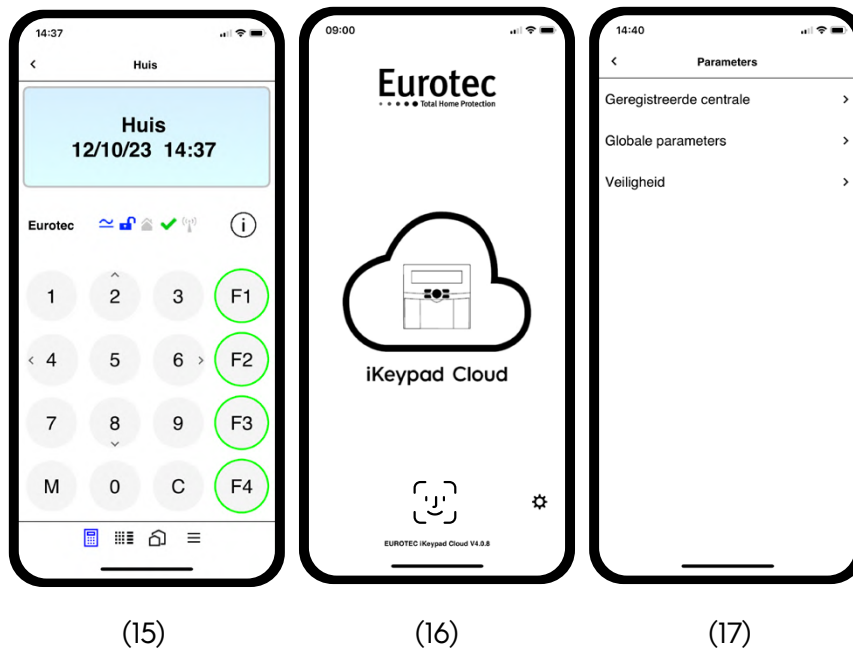 14:37
Huis
Huis
12/10/23 14:37
Eurotec
i
1 2 3 F1
4 5 6 F2
7 8 9 F3
M 0 C F4
(15)
09:00
Eurotec
Total Home Protection
iKeypad Cloud
EUROTEC iKeypad Cloud V4.0.8
(16)
14:40
Parameters
Geregistreerde centrale
Globale parameters
Veiligheid
(17)